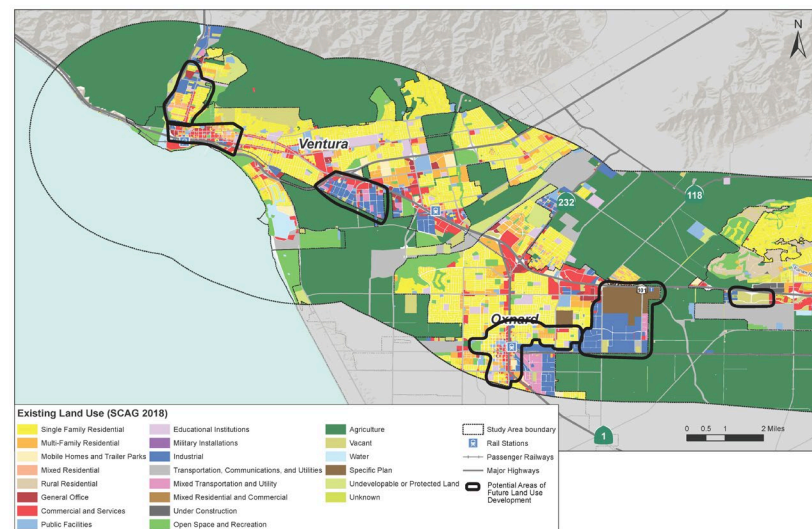 N
Ventura
232
118
101
Oxnard
1
0 0.5 1 2 Miles
Existing Land Use (SCAG 2018)
Single Family Residential
Multi-Family Residential
Mobile Homes and Trailer Parks
Mixed Residential
Rural Residential
General Office
Commercial and Services
Public Facilities
Educational Institutions
Military Installations
Industrial
Transportation, Communications, and Utilities
Mixed Transportation and Utility
Mixed Residential and Commercial
Under Construction
Open Space and Recreation
Agriculture
Vacant
Water
Specific Plan
Undevelopable or Protected Land
Unknown
Study Area boundary
Rail Stations
Passenger Railways
Major Highways
Potential Areas of
Future Land Use
Development